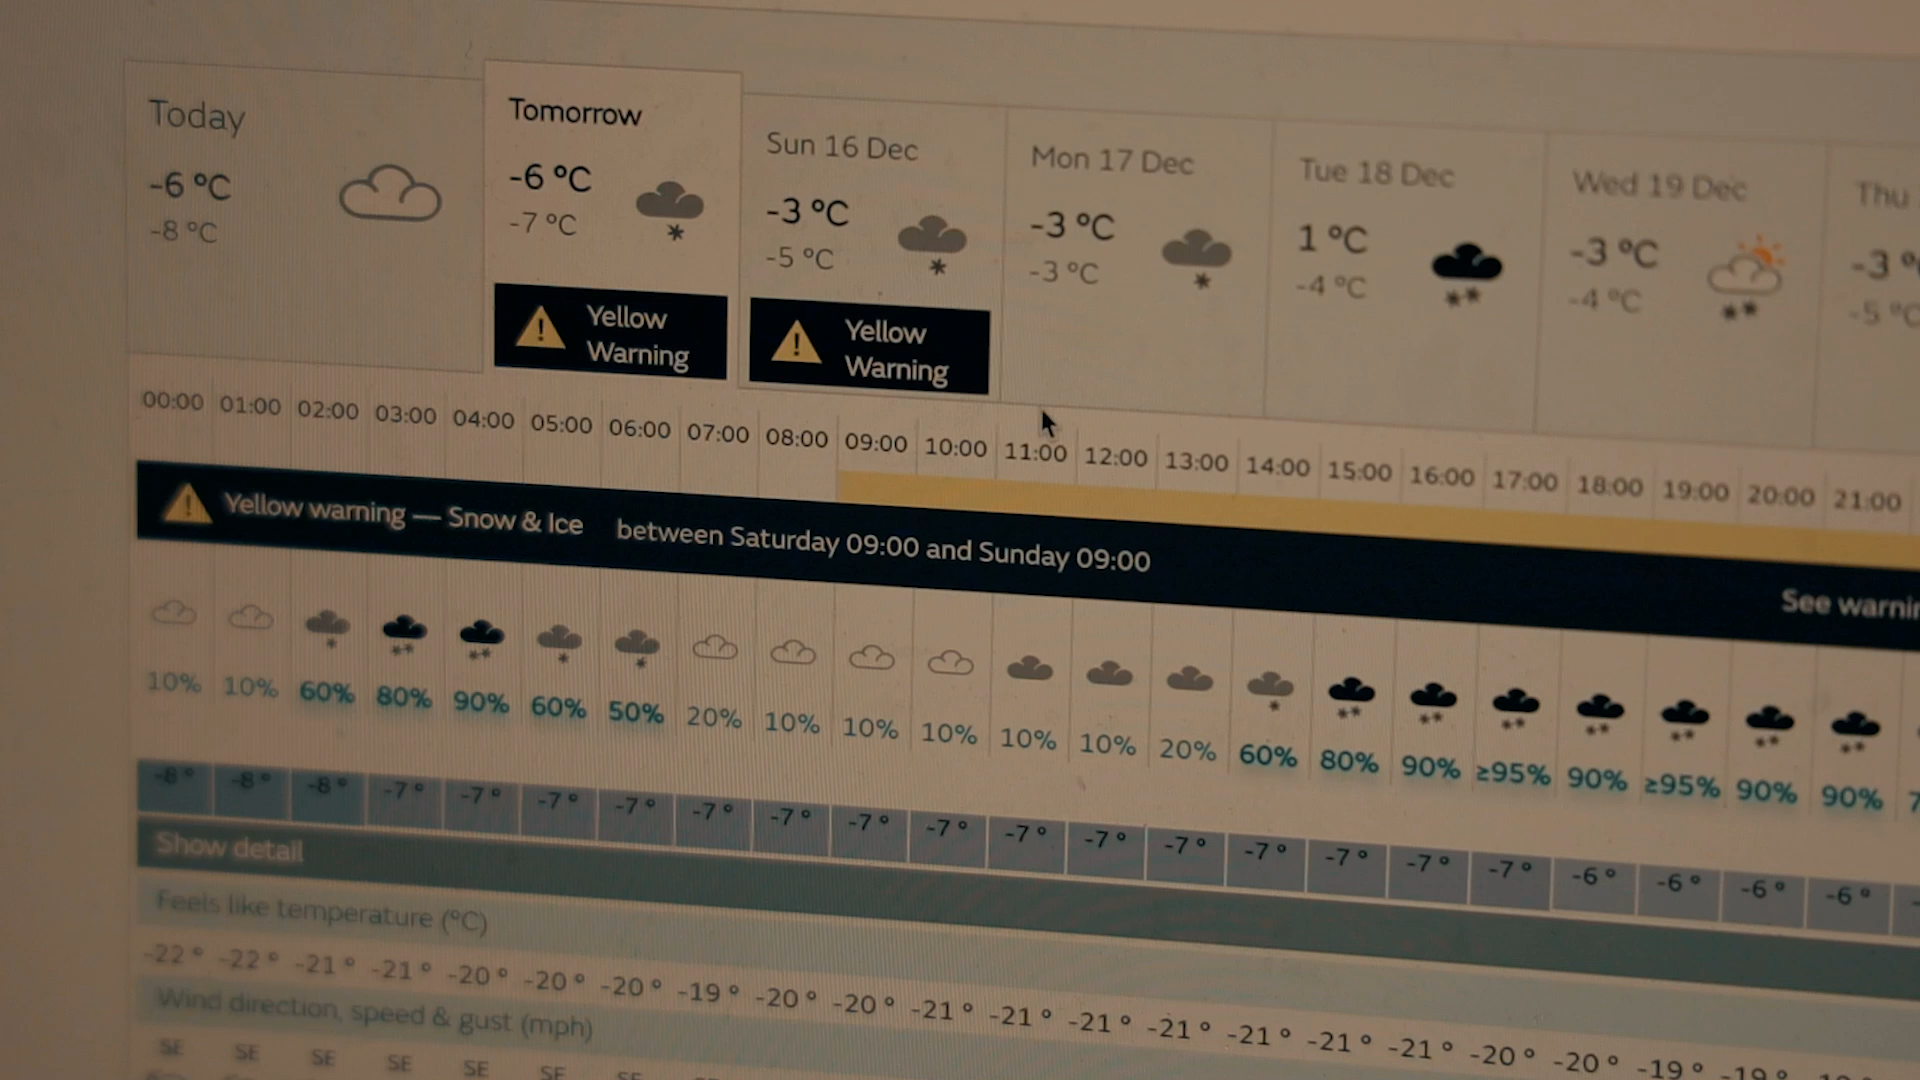 Today
-6 °C
-8 °C
Tomorrow
-6 °C
-7 °C
Yellow
Warning
Sun 16 Dec
-3 °C
-5 °C
Yellow
Warning
Mon 17 Dec
-3 °C
-3 °C
Tue 18 Dec
1 °C
-4 °C
Wed 19 Dec
-3 °C
-4 °C
Thu
-3 °
-5 °C
00:00 01:00 02:00 03:00 04:00 05:00 06:00 07:00 08:00 09:00 10:00 11:00 12:00 13:00 14:00 15:00 16:00 17:00 18:00 19:00 20:00 21:00
Yellow warning — Snow & Ice between Saturday 09:00 and Sunday 09:00 See warnin
10% 10% 60% 80% 90% 60% 50% 20% 10% 10% 10% 10% 10% 20% 60% 80% 90% ≥95% 90% ≥95% 90% 90% 7
-8 ° -8 ° -8 ° -7 ° -7 ° -7 ° -7 ° -7 ° -7 ° -7 ° -7 ° -7 ° -7 ° -7 ° -7 ° -7 ° -7 ° -7 ° -6 ° -6 ° -6 ° -6 °
Show detail
Feels like temperature (°C)
-22 ° -22 ° -21 ° -21 ° -20 ° -20 ° -20 ° -19 ° -20 ° -20 ° -21 ° -21 ° -21 ° -21 ° -21 ° -21 ° -21 ° -20 ° -20 ° -19 ° -19 °
Wind direction, speed & gust (mph)
SE SE SE SE SE SE SE